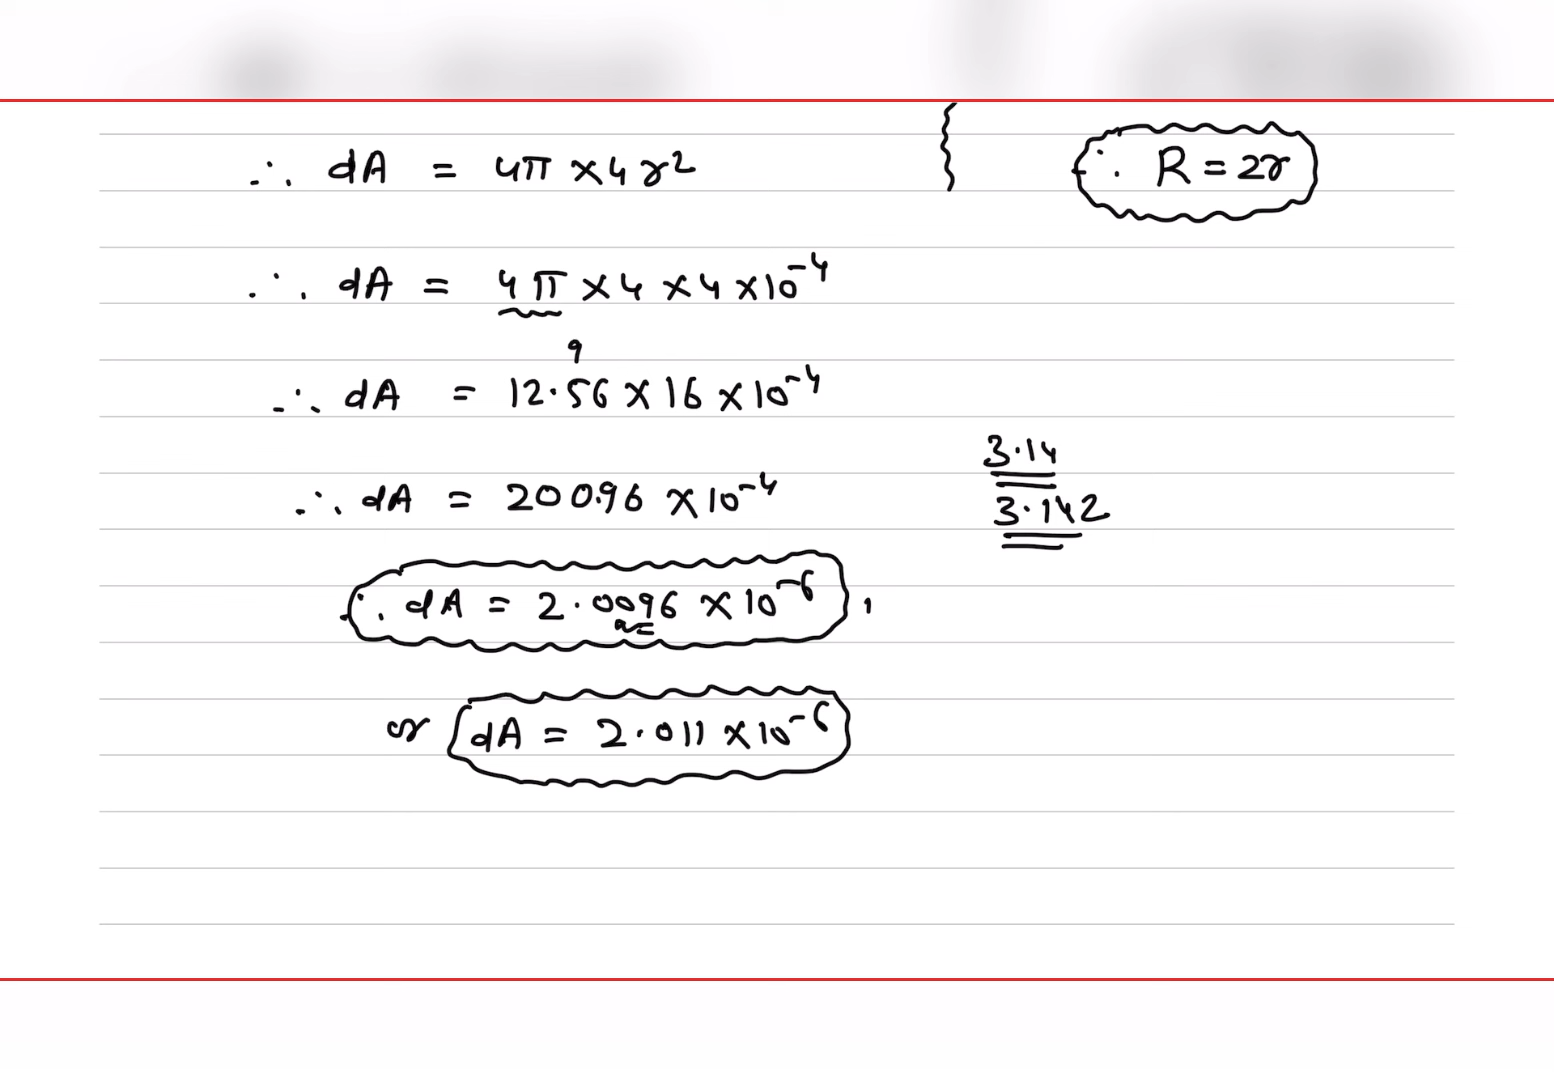 ∴ dA = 4π × 4 r² ∵ R = 2r
∴ dA = 4π × 4 × 4 × 10⁻⁴
9
∴ dA = 12.56 × 16 × 10⁻⁴
3.14
∴ dA = 200.96 × 10⁻⁴
3.142
∴ dA = 2.0096 × 10⁻⁶,
or dA = 2.011 × 10⁻⁶